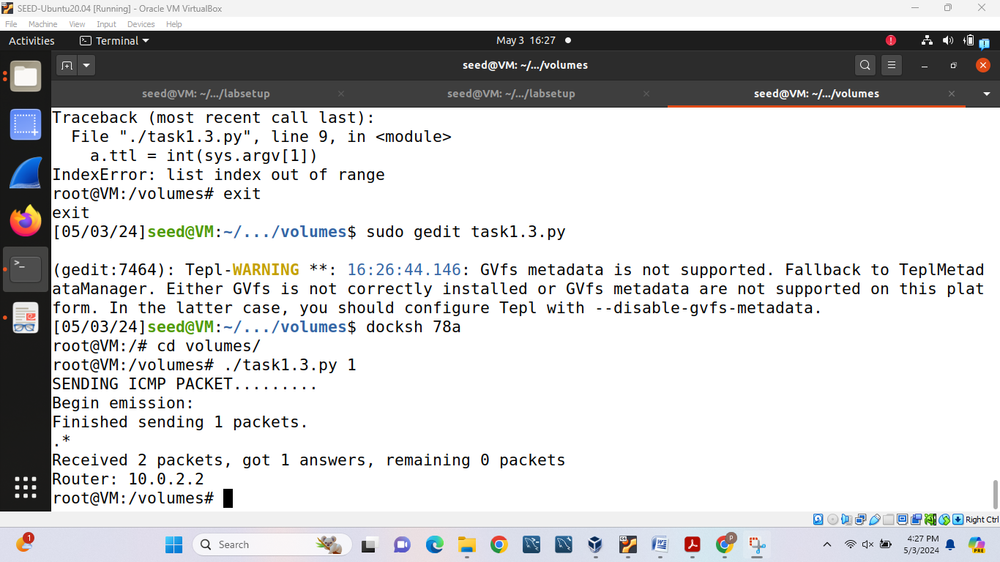 SEED-Ubuntu20.04 [Running] - Oracle VM VirtualBox
File Machine View Input Devices Help
Activities Terminal May 3 16:27
seed@VM: ~/.../volumes
seed@VM: ~/.../labsetup seed@VM: ~/.../labsetup seed@VM: ~/.../volumes
Traceback (most recent call last):
  File "./task1.3.py", line 9, in <module>
    a.ttl = int(sys.argv[1])
IndexError: list index out of range
root@VM:/volumes# exit
exit
[05/03/24]seed@VM:~/.../volumes$ sudo gedit task1.3.py
(gedit:7464): Tepl-WARNING **: 16:26:44.146: GVfs metadata is not supported. Fallback to TeplMetad
ataManager. Either GVfs is not correctly installed or GVfs metadata are not supported on this plat
form. In the latter case, you should configure Tepl with --disable-gvfs-metadata.
[05/03/24]seed@VM:~/.../volumes$ docksh 78a
root@VM:/# cd volumes/
root@VM:/volumes# ./task1.3.py 1
SENDING ICMP PACKET.........
Begin emission:
Finished sending 1 packets.
.*
Received 2 packets, got 1 answers, remaining 0 packets
Router: 10.0.2.2
root@VM:/volumes#
Right Ctrl
1 Search P 4:27 PM PRE
5/3/2024